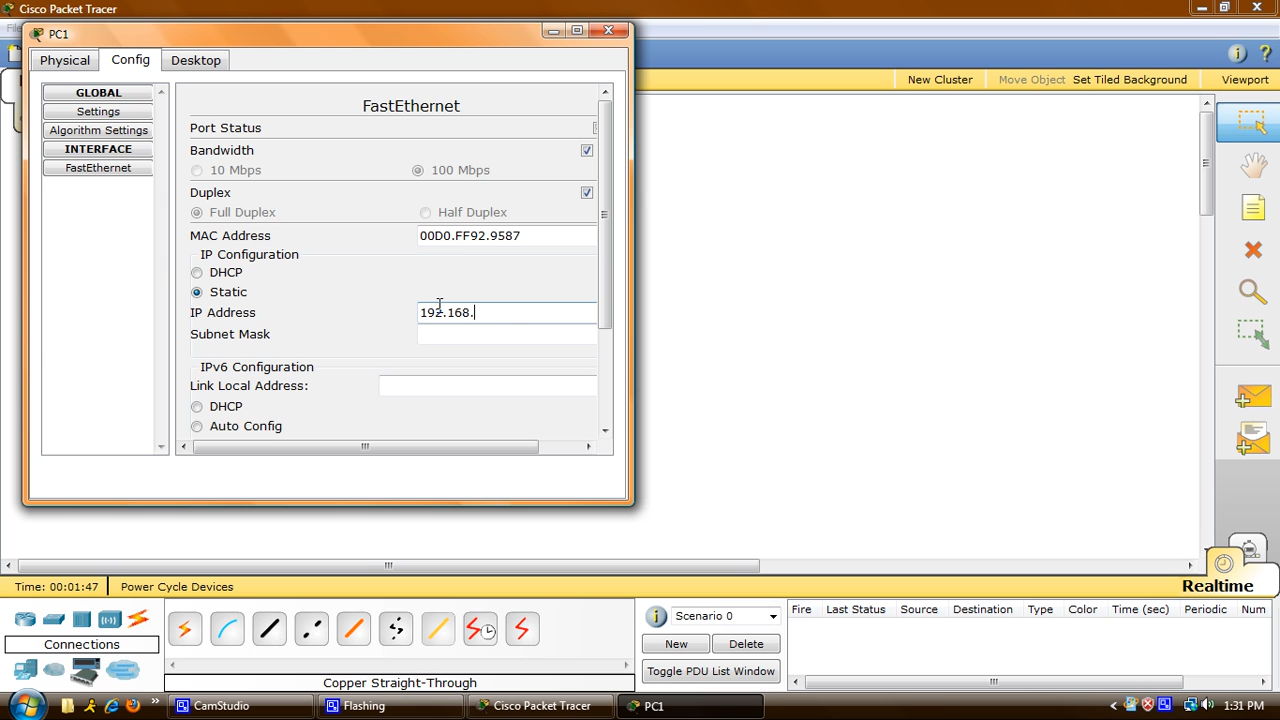 Cisco Packet Tracer
PC1
Physical Config Desktop
GLOBAL
Settings
Algorithm Settings
INTERFACE
FastEthernet
FastEthernet
Port Status
Bandwidth
10 Mbps 100 Mbps
Duplex
Full Duplex Half Duplex
MAC Address 00D0.FF92.9587
IP Configuration
DHCP
Static
IP Address 192.168.
Subnet Mask
IPv6 Configuration
Link Local Address:
DHCP
Auto Config
New Cluster Move Object Set Tiled Background Viewport
Time: 00:01:47 Power Cycle Devices Realtime
Connections
Copper Straight-Through
Scenario 0
New Delete
Toggle PDU List Window
Fire Last Status Source Destination Type Color Time (sec) Periodic Num
CamStudio Flashing Cisco Packet Tracer PC1 1:31 PM